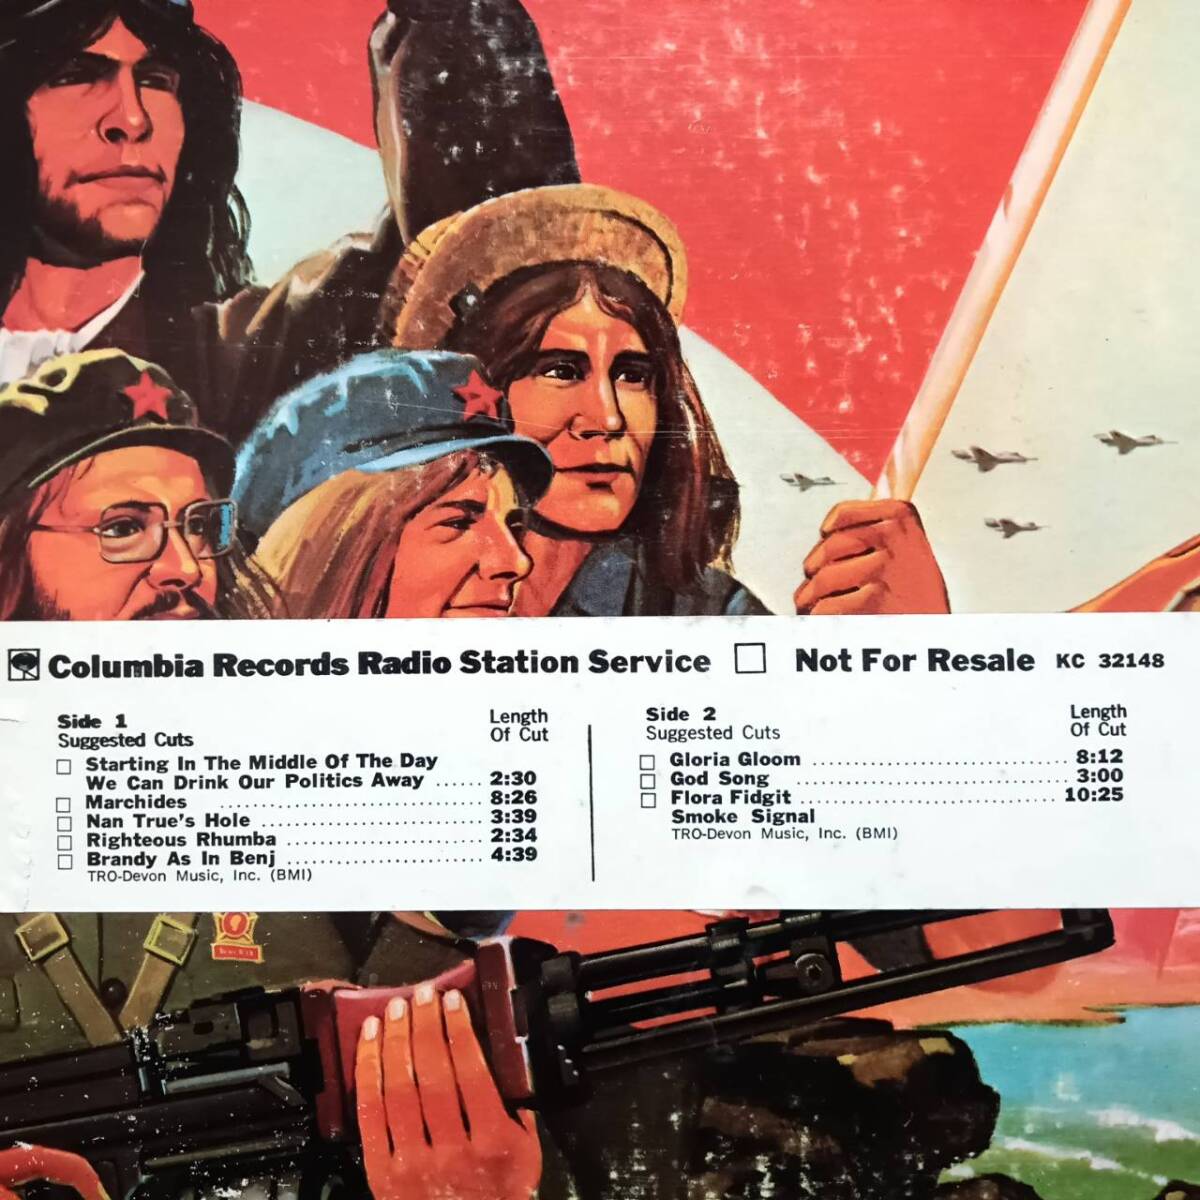 Columbia Records Radio Station Service Not For Resale KC 32148
Side 1
Suggested Cuts
Length
Of Cut
Starting In The Middle Of The Day
We Can Drink Our Politics Away ...... 2:30
Marchides ........ 8:26
Nan True's Hole ........ 3:39
Righteous Rhumba ........ 2:34
Brandy As In Benj ........ 4:39
TRO-Devon Music, Inc. (BMI)
Side 2
Suggested Cuts
Length
Of Cut
Gloria Gloom ........ 8:12
God Song ........ 3:00
Flora Fidgit ........ 10:25
Smoke Signal
TRO-Devon Music, Inc. (BMI)